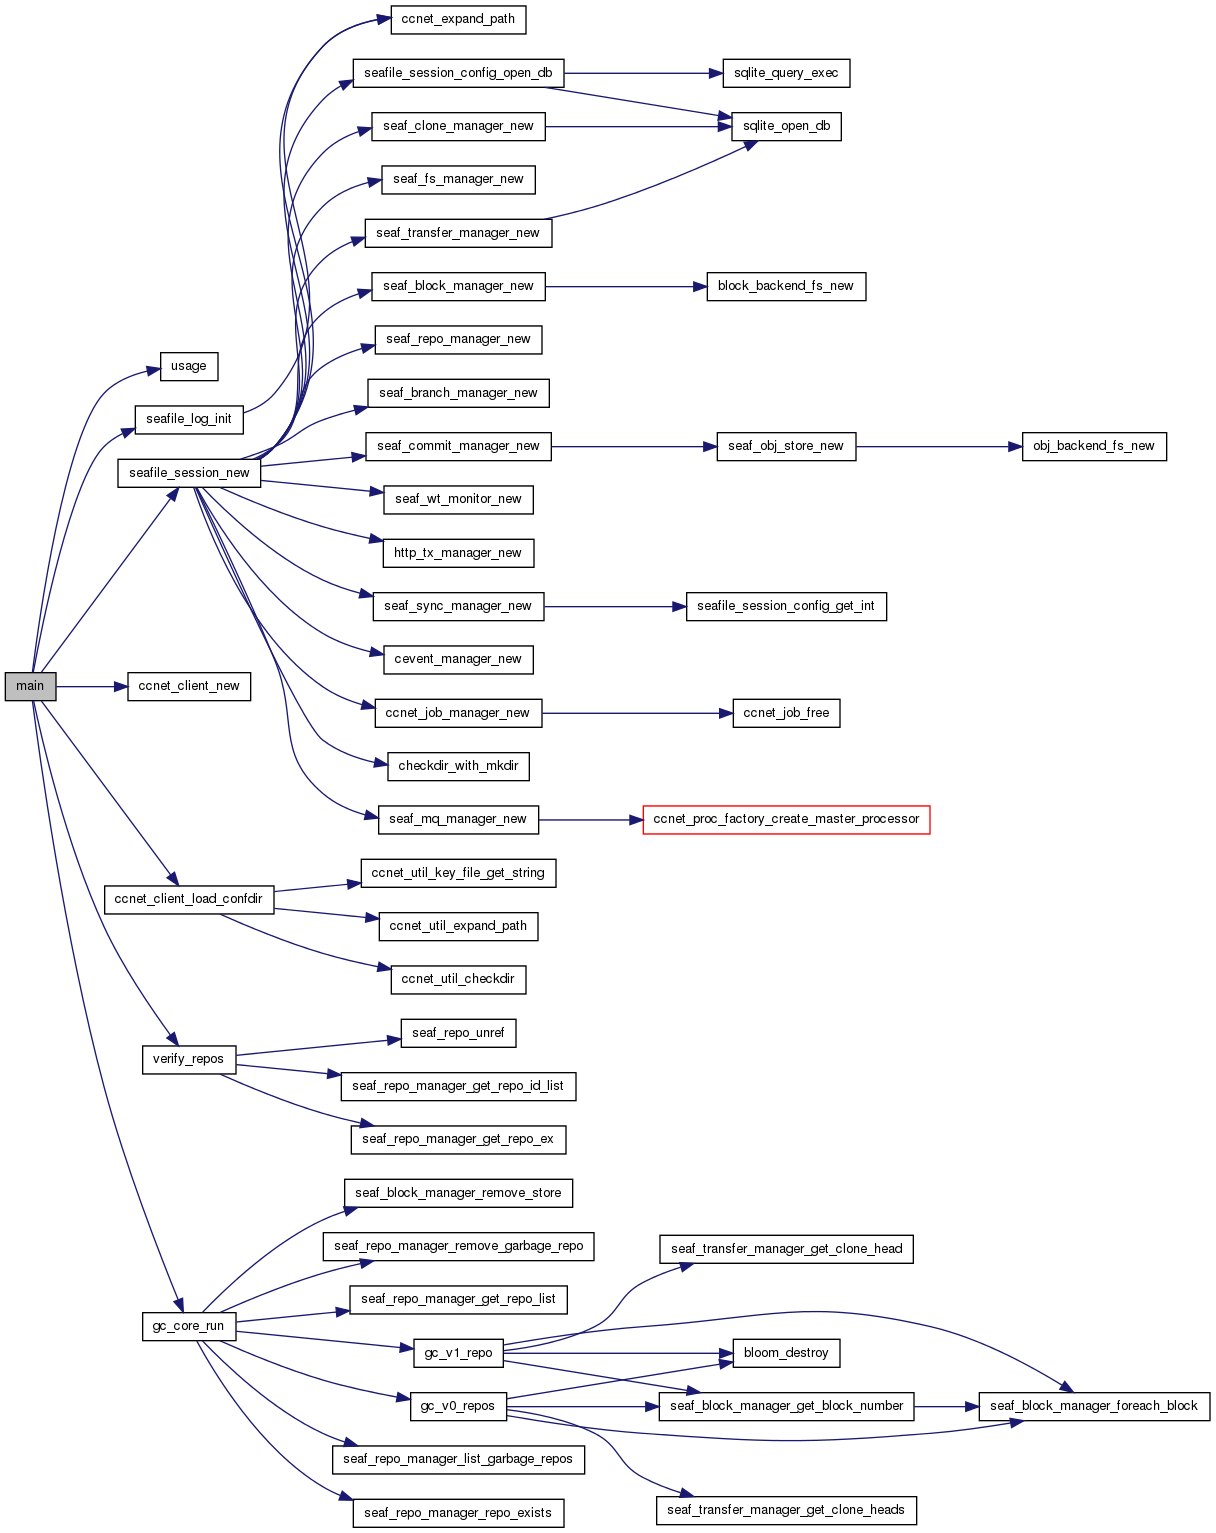 ccnet_expand_path
seafile_session_config_open_db
sqlite_query_exec
seaf_clone_manager_new
sqlite_open_db
seaf_fs_manager_new
seaf_transfer_manager_new
seaf_block_manager_new
block_backend_fs_new
seaf_repo_manager_new
usage
seaf_branch_manager_new
seafile_log_init
seaf_commit_manager_new
seaf_obj_store_new
obj_backend_fs_new
seafile_session_new
seaf_wt_monitor_new
http_tx_manager_new
seaf_sync_manager_new
seafile_session_config_get_int
cevent_manager_new
main
ccnet_client_new
ccnet_job_manager_new
ccnet_job_free
checkdir_with_mkdir
seaf_mq_manager_new
ccnet_proc_factory_create_master_processor
ccnet_util_key_file_get_string
ccnet_client_load_confdir
ccnet_util_expand_path
ccnet_util_checkdir
seaf_repo_unref
verify_repos
seaf_repo_manager_get_repo_id_list
seaf_repo_manager_get_repo_ex
seaf_block_manager_remove_store
seaf_repo_manager_remove_garbage_repo
seaf_transfer_manager_get_clone_head
seaf_repo_manager_get_repo_list
gc_core_run
gc_v1_repo
bloom_destroy
gc_v0_repos
seaf_block_manager_get_block_number
seaf_block_manager_foreach_block
seaf_repo_manager_list_garbage_repos
seaf_transfer_manager_get_clone_heads
seaf_repo_manager_repo_exists